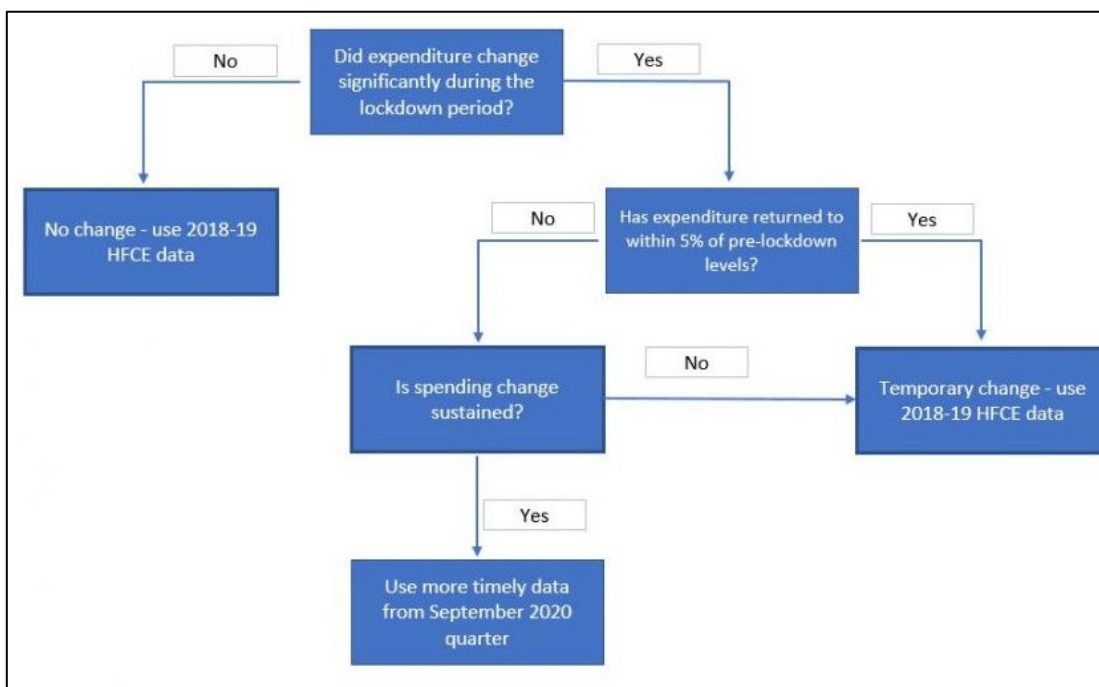 Did expenditure change
significantly during the
lockdown period?
No
Yes
No change - use 2018-19
HFCE data
Has expenditure returned to
within 5% of pre-lockdown
levels?
No
Yes
Is spending change
sustained?
No
Temporary change - use
2018-19 HFCE data
Yes
Use more timely data
from September 2020
quarter